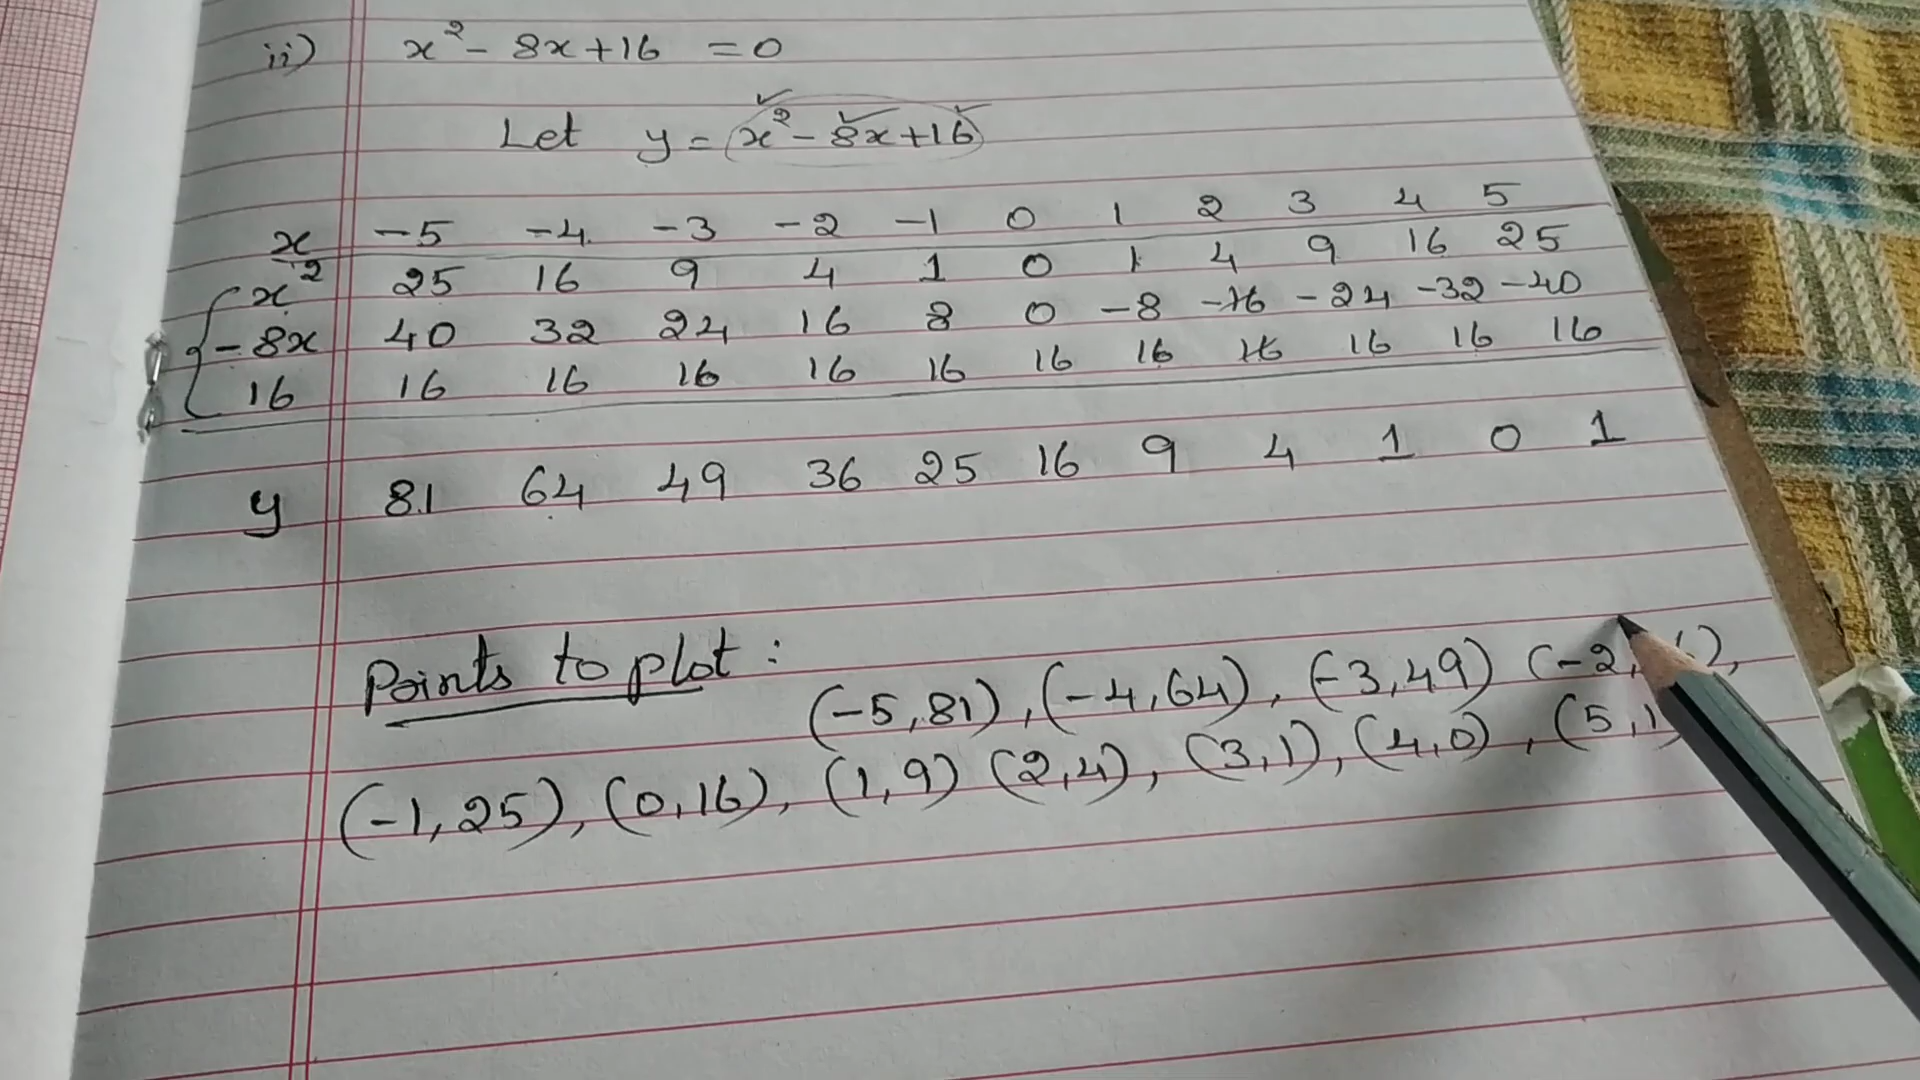 ii) x² - 8x + 16 = 0
Let y = x² - 8x + 16
x -5 -4 -3 -2 -1 0 1 2 3 4 5
x² 25 16 9 4 1 0 1 4 9 16 25
-8x 40 32 24 16 8 0 -8 -16 -24 -32 -40
16 16 16 16 16 16 16 16 16 16 16 16
y 81 64 49 36 25 16 9 4 1 0 1
Points to plot :
(-5,81), (-4,64), (-3,49) (-2, ),
(-1,25), (0,16), (1,9) (2,4), (3,1), (4,0), (5,1